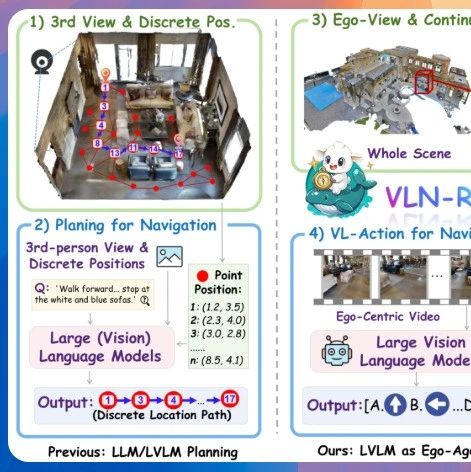 1) 3rd View & Discrete Pos.
1
3
4
8
13
11
14
17
2) Planing for Navigation
3rd-person View &
Discrete Positions
Q: 'Walk forward... stop at
the white and blue sofas.'
Point
Position:
1: (1.2, 3.5)
2: (2.3, 4.0)
3: (3.0, 2.8)
......
n: (8.5, 4.1)
Large (Vision)
Language Models
Output: 1 3 4 ... 17
(Discrete Location Path)
Previous: LLM/LVLM Planning
3) Ego-View & Contin
Whole Scene
VLN-R
4) VL-Action for Navi
...
Ego-Centric Video
Large Vision
Language Mode
Output:[A. B. ...D
Ours: LVLM as Ego-Ag